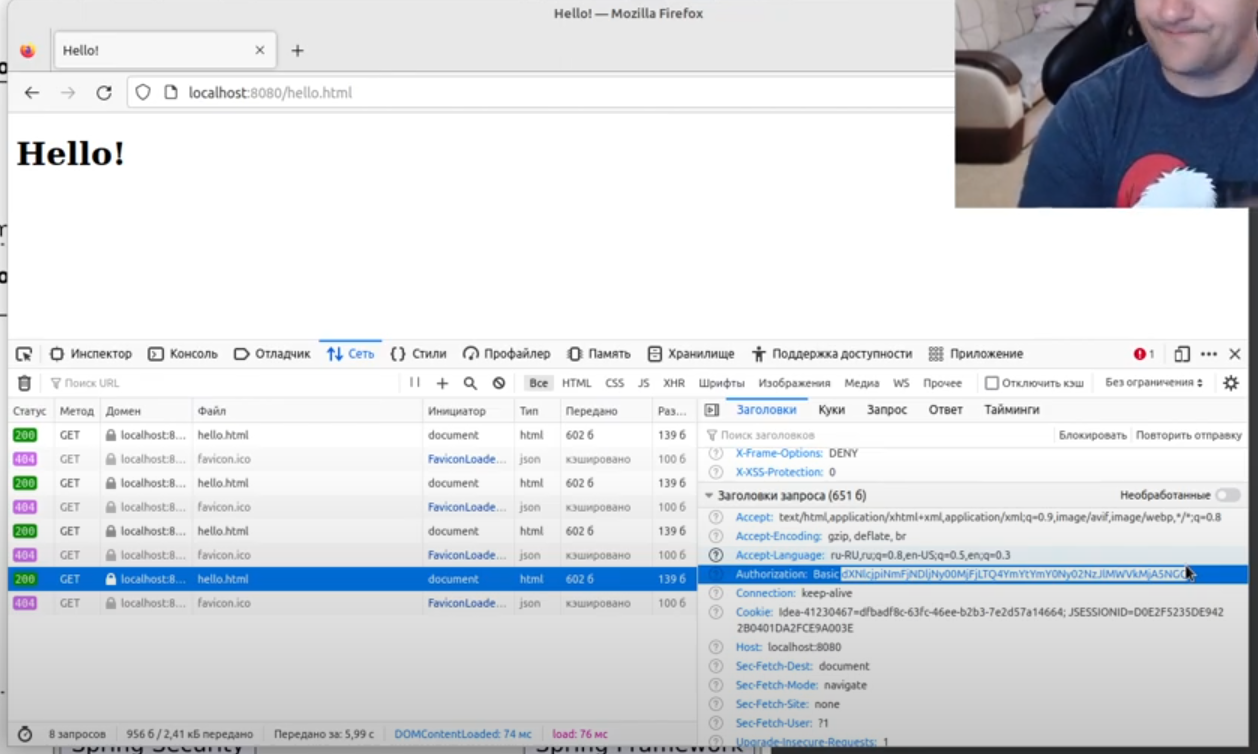 Hello! — Mozilla Firefox
Hello!
localhost:8080/hello.html
Hello!
Инспектор Консоль Отладчик Сеть Стили Профайлер Память Хранилище Поддержка доступности Приложение 1
Поиск URL Все HTML CSS JS XHR Шрифты Изображения Медиа WS Прочее Отключить кэш Без ограничения
Статус Метод Домен Файл Инициатор Тип Передано Раз...
200 GET localhost:8... hello.html document html 602 б 139 б
404 GET localhost:8... favicon.ico FaviconLoade... json кэшировано 100 б
200 GET localhost:8... hello.html document html 602 б 139 б
404 GET localhost:8... favicon.ico FaviconLoade... json кэшировано 100 б
200 GET localhost:8... hello.html document html 602 б 139 б
404 GET localhost:8... favicon.ico FaviconLoade... json кэшировано 100 б
200 GET localhost:8... hello.html document html 602 б 139 б
404 GET localhost:8... favicon.ico FaviconLoade... json кэшировано 100 б
Заголовки Куки Запрос Ответ Тайминги
Поиск заголовков Блокировать Повторить отправку
X-Frame-Options: DENY
X-XSS-Protection: 0
Заголовки запроса (651 б) Необработанные
Accept: text/html,application/xhtml+xml,application/xml;q=0.9,image/avif,image/webp,*/*;q=0.8
Accept-Encoding: gzip, deflate, br
Accept-Language: ru-RU,ru;q=0.8,en-US;q=0.5,en;q=0.3
Authorization: Basic
Connection: keep-alive
Cookie: Idea-41230467=dfbadf8c-63fc-46ee-b2b3-7e2d57a14664; JSESSIONID=D0E2F5235DE942
2B0401DA2FCE9A003E
Host: localhost:8080
Sec-Fetch-Dest: document
Sec-Fetch-Mode: navigate
Sec-Fetch-Site: none
Sec-Fetch-User: ?1
Upgrade-Insecure-Requests: 1
8 запросов 956 б / 2,41 кБ передано Передано за: 5,99 с DOMContentLoaded: 74 мс load: 76 мс
Spring Security Spring Framework